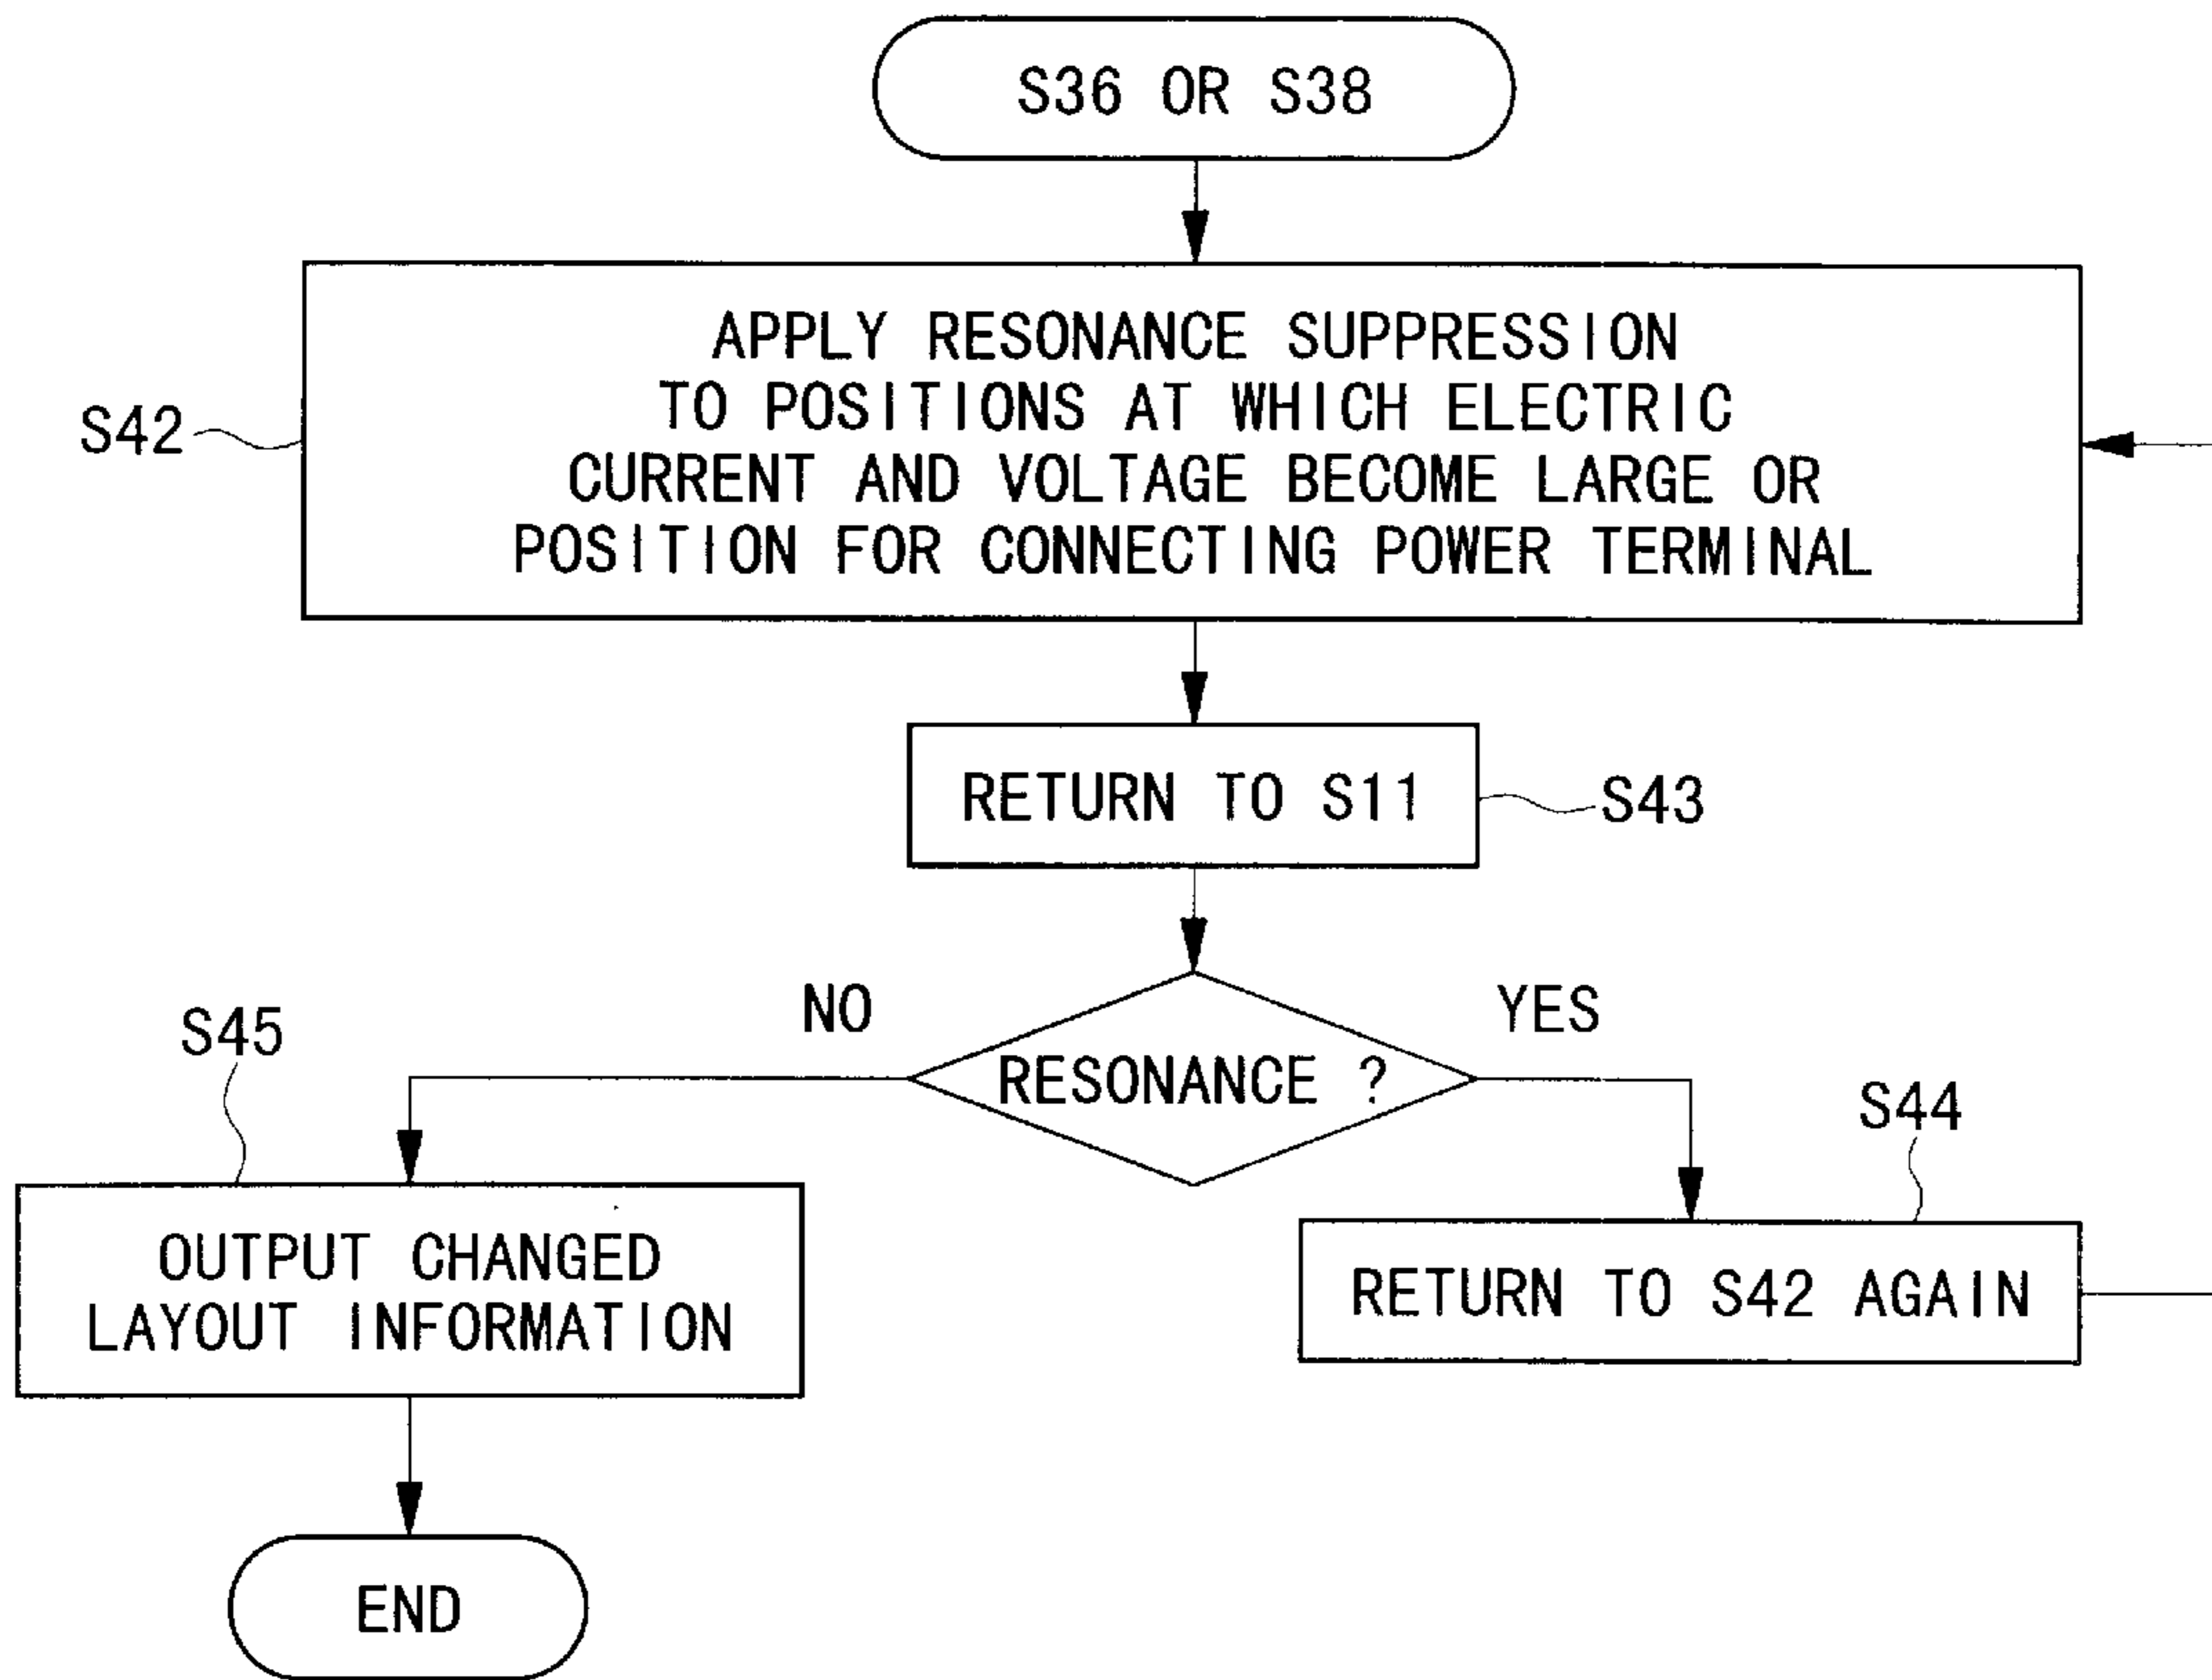 S36 OR S38
APPLY RESONANCE SUPPRESSION
TO POSITIONS AT WHICH ELECTRIC
CURRENT AND VOLTAGE BECOME LARGE OR
POSITION FOR CONNECTING POWER TERMINAL
S42
RETURN TO S11
S43
NO
YES
RESONANCE ?
S45
S44
OUTPUT CHANGED
LAYOUT INFORMATION
RETURN TO S42 AGAIN
END